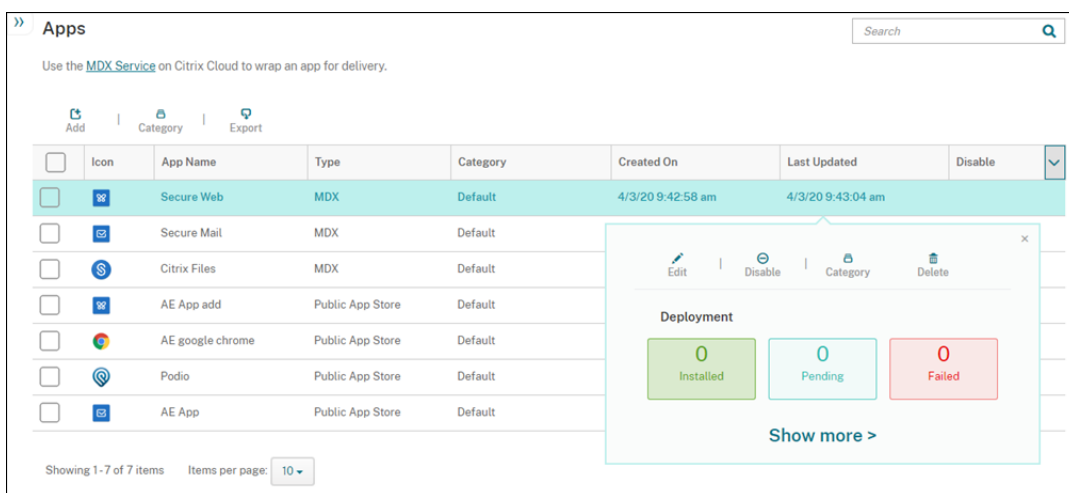 »
Apps
Search
Use the MDX Service on Citrix Cloud to wrap an app for delivery.
Add | Category | Export
Icon App Name Type Category Created On Last Updated Disable
Secure Web MDX Default 4/3/20 9:42:58 am 4/3/20 9:43:04 am
Secure Mail MDX Default
Citrix Files MDX Default
AE App add Public App Store Default
AE google chrome Public App Store Default
Podio Public App Store Default
AE App Public App Store Default
×
Edit | Disable | Category Delete
Deployment
0 0 0
Installed Pending Failed
Show more >
Showing 1-7 of 7 items Items per page: 10